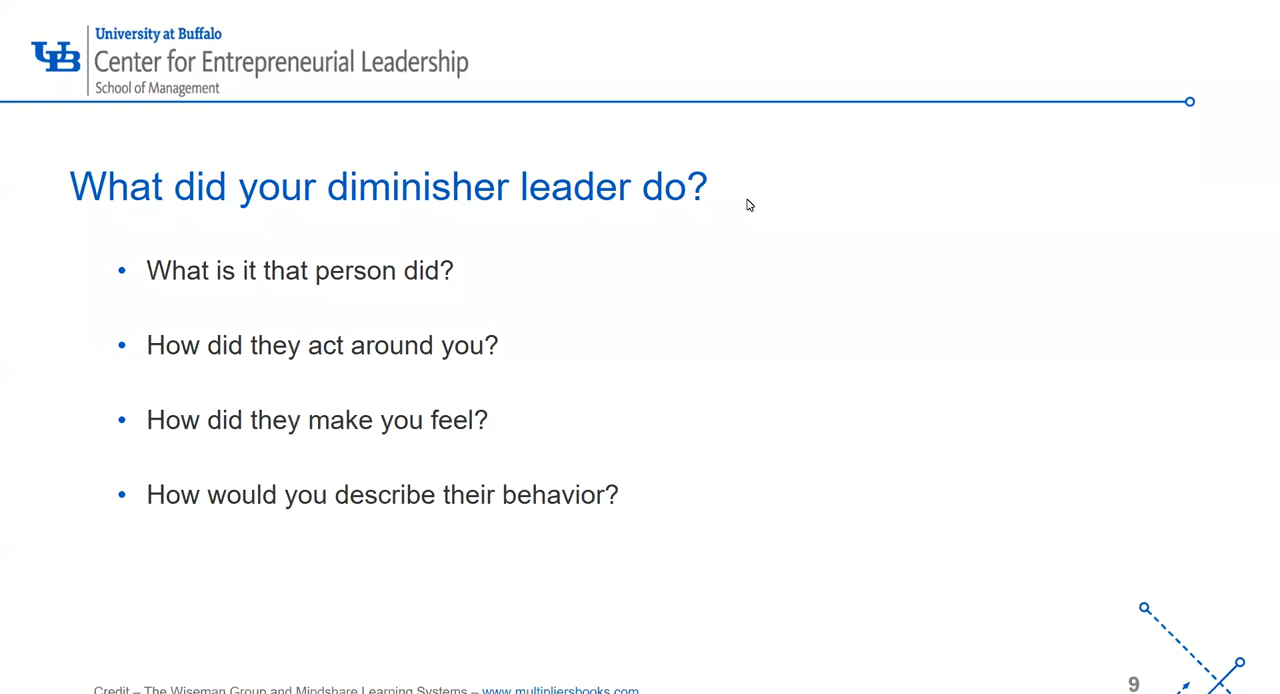 UB
University at Buffalo
Center for Entrepreneurial Leadership
School of Management
What did your diminisher leader do?
• What is it that person did?
• How did they act around you?
• How did they make you feel?
• How would you describe their behavior?
Credit – The Wiseman Group and Mindshare Learning Systems – www.multipliersbooks.com
9